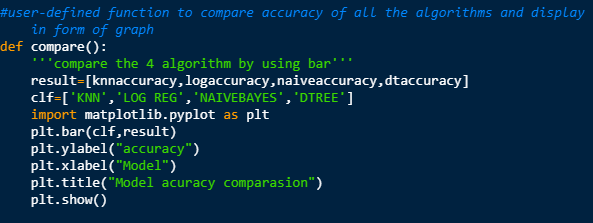 #user-defined function to compare accuracy of all the algorithms and display
in form of graph
def compare():
'''compare the 4 algorithm by using bar'''
result=[knnaccuracy,logaccuracy,naiveaccuracy,dtaccuracy]
clf=['KNN','LOG REG','NAIVEBAYES','DTREE']
import matplotlib.pyplot as plt
plt.bar(clf,result)
plt.ylabel("accuracy")
plt.xlabel("Model")
plt.title("Model acuracy comparasion")
plt.show()